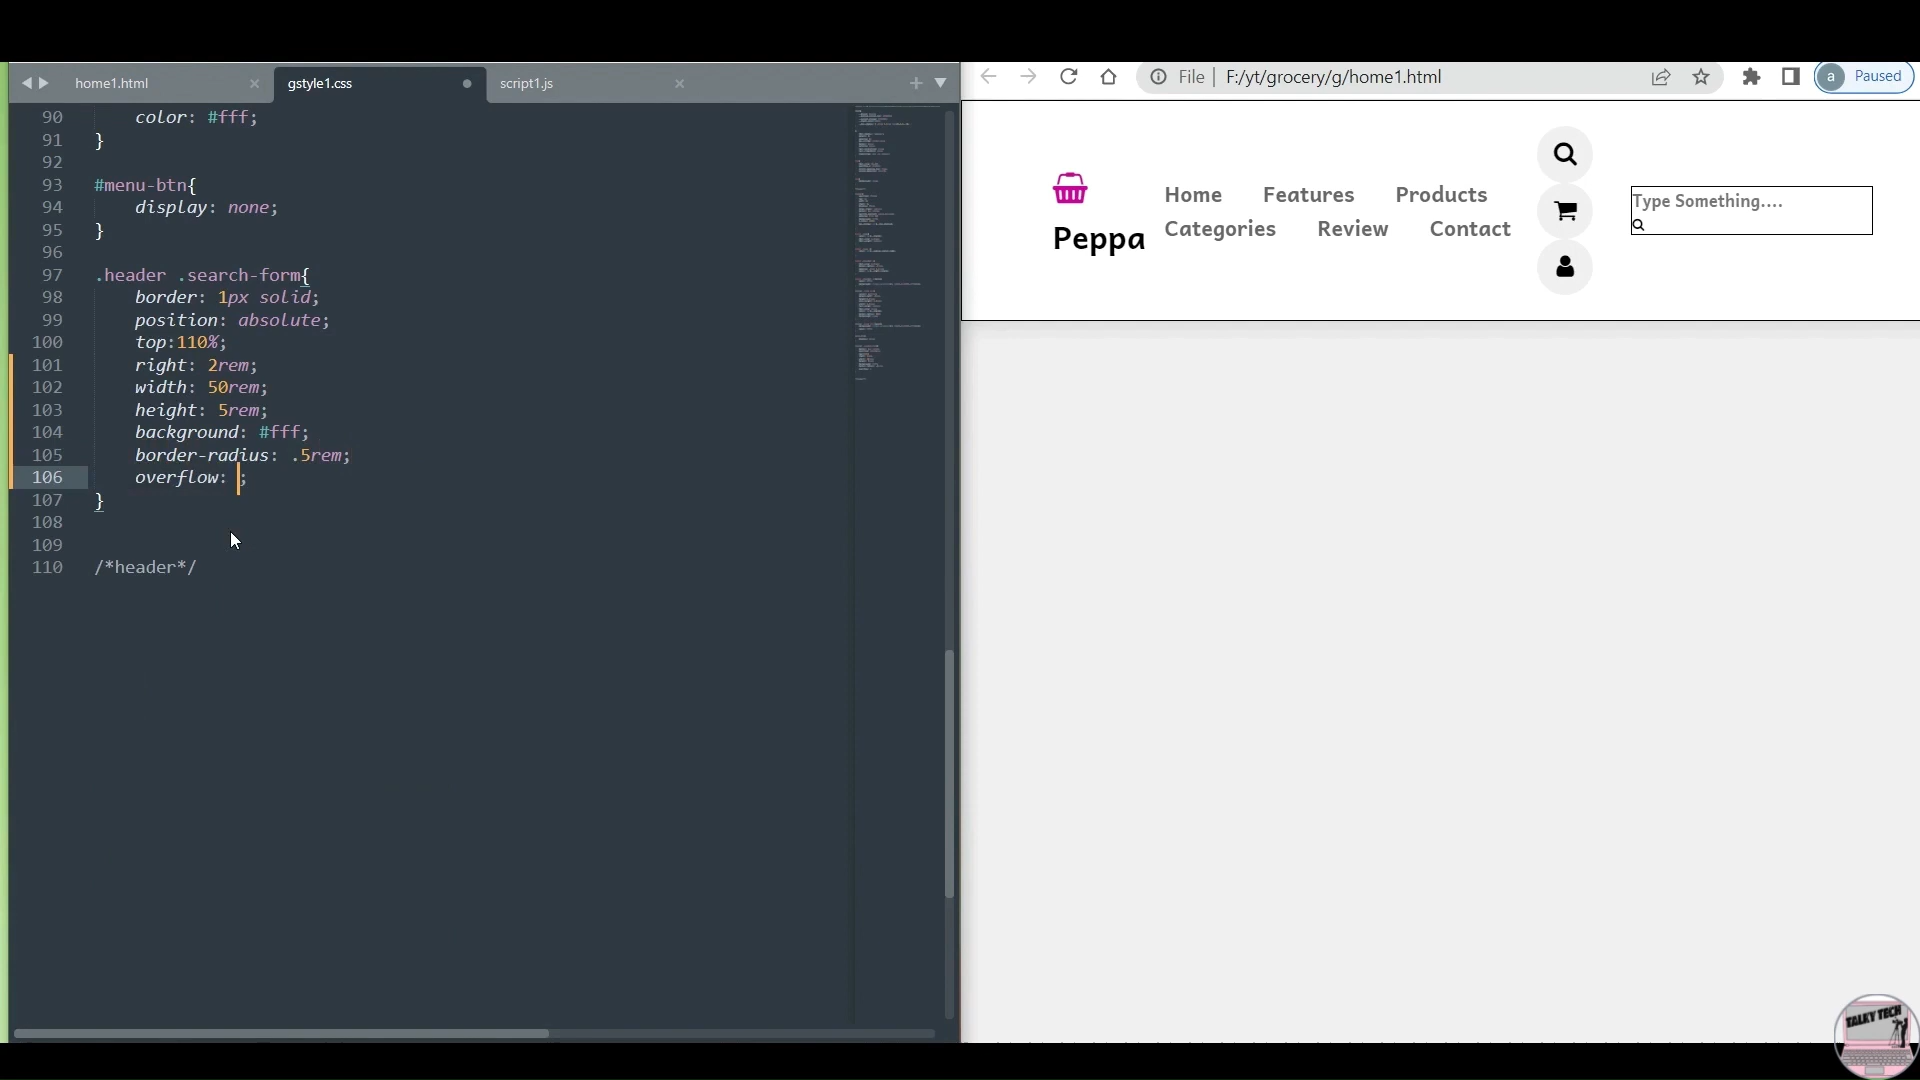 home1.html
gstyle1.css
script1.js
90 color: #fff;
91 }
92
93 #menu-btn{
94 display: none;
95 }
96
97 .header .search-form{
98 border: 1px solid;
99 position: absolute;
100 top:110%;
101 right: 2rem;
102 width: 50rem;
103 height: 5rem;
104 background: #fff;
105 border-radius: .5rem;
106 overflow: ;
107 }
108
109
110 /*header*/
File F:/yt/grocery/g/home1.html
a Paused
Peppa
Home Features Products
Categories Review Contact
Type Something....
TALKY TECH